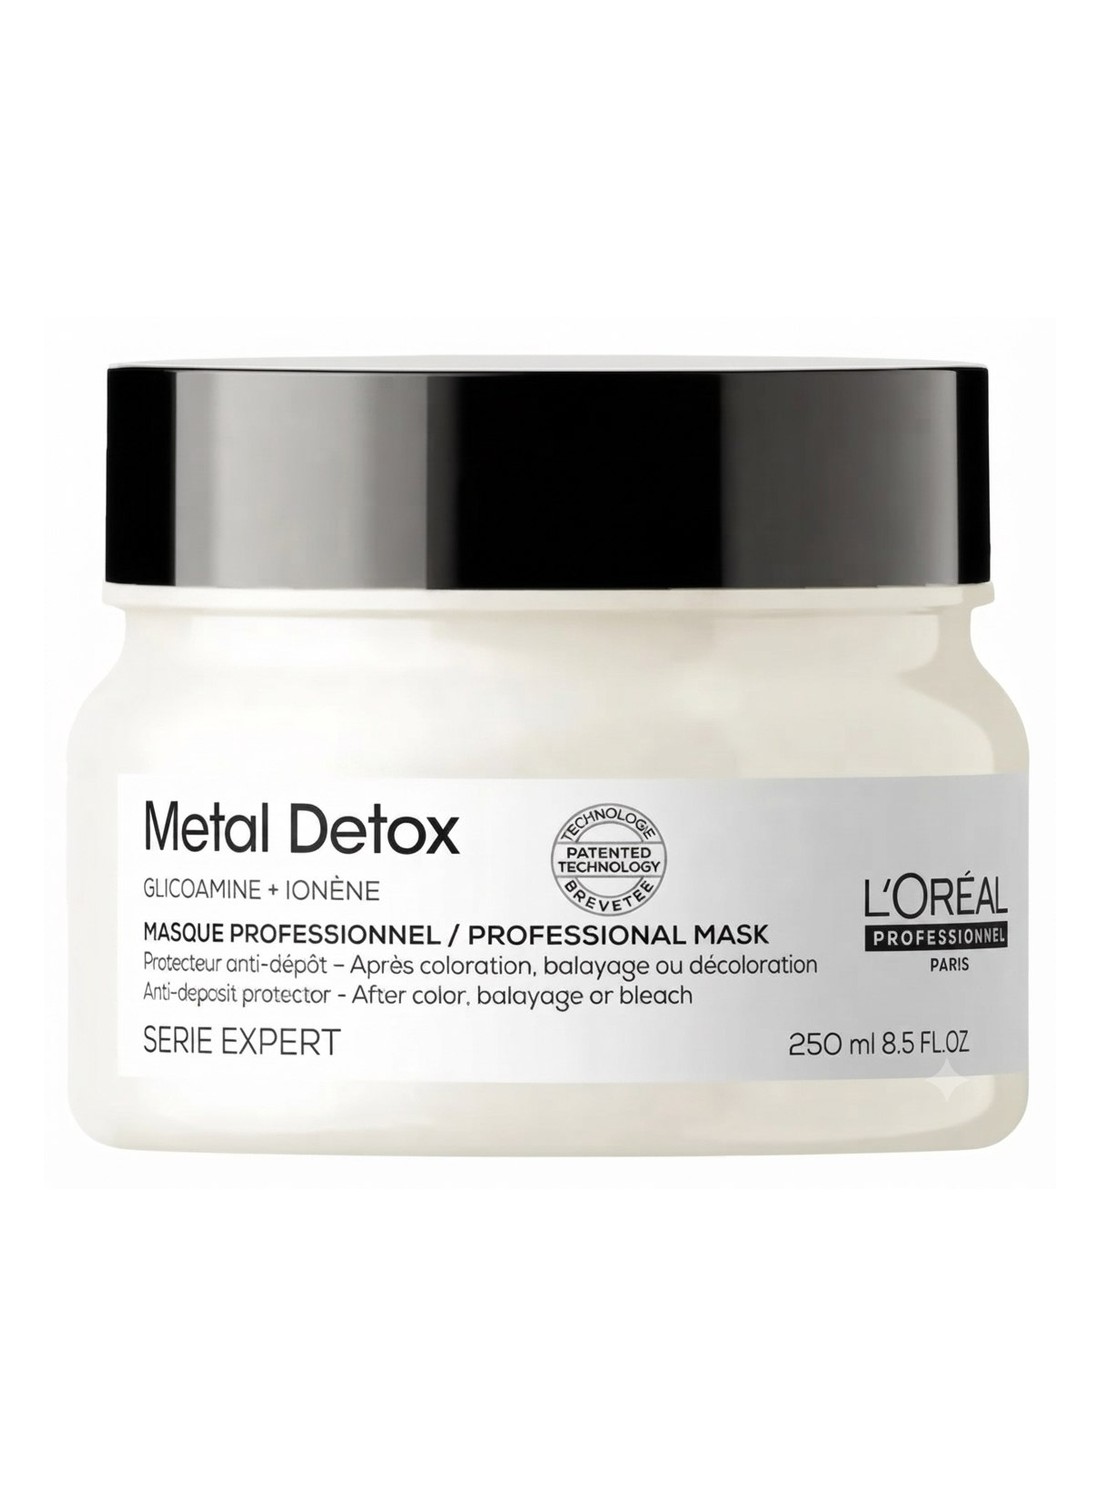 Metal Detox
GLICOAMINE + IONÈNE
TECHNOLOGIE
PATENTED
TECHNOLOGY
BREVETÉE
MASQUE PROFESSIONNEL / PROFESSIONAL MASK
Protecteur anti-dépôt – Après coloration, balayage ou décoloration
Anti-deposit protector - After color, balayage or bleach
SERIE EXPERT
250 ml 8.5 FL.OZ
L'ORÉAL
PROFESSIONNEL
PARIS